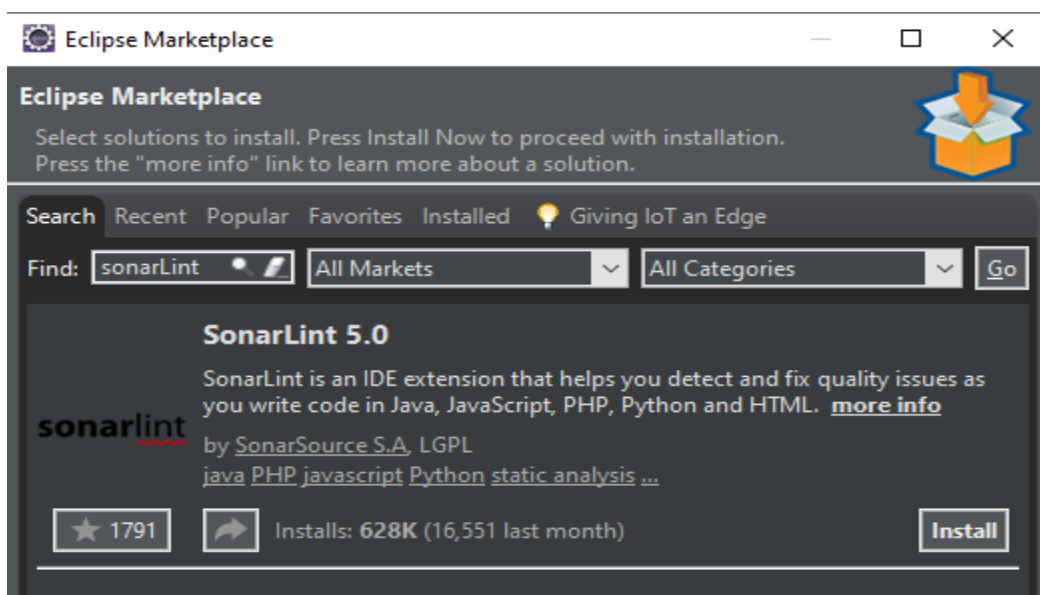 Eclipse Marketplace
Eclipse Marketplace
Select solutions to install. Press Install Now to proceed with installation.
Press the "more info" link to learn more about a solution.
Search Recent Popular Favorites Installed Giving IoT an Edge
Find: sonarLint All Markets All Categories Go
SonarLint 5.0
SonarLint is an IDE extension that helps you detect and fix quality issues as
you write code in Java, JavaScript, PHP, Python and HTML. more info
sonarlint
by SonarSource S.A, LGPL
java PHP javascript Python static analysis ...
1791 Installs: 628K (16,551 last month) Install